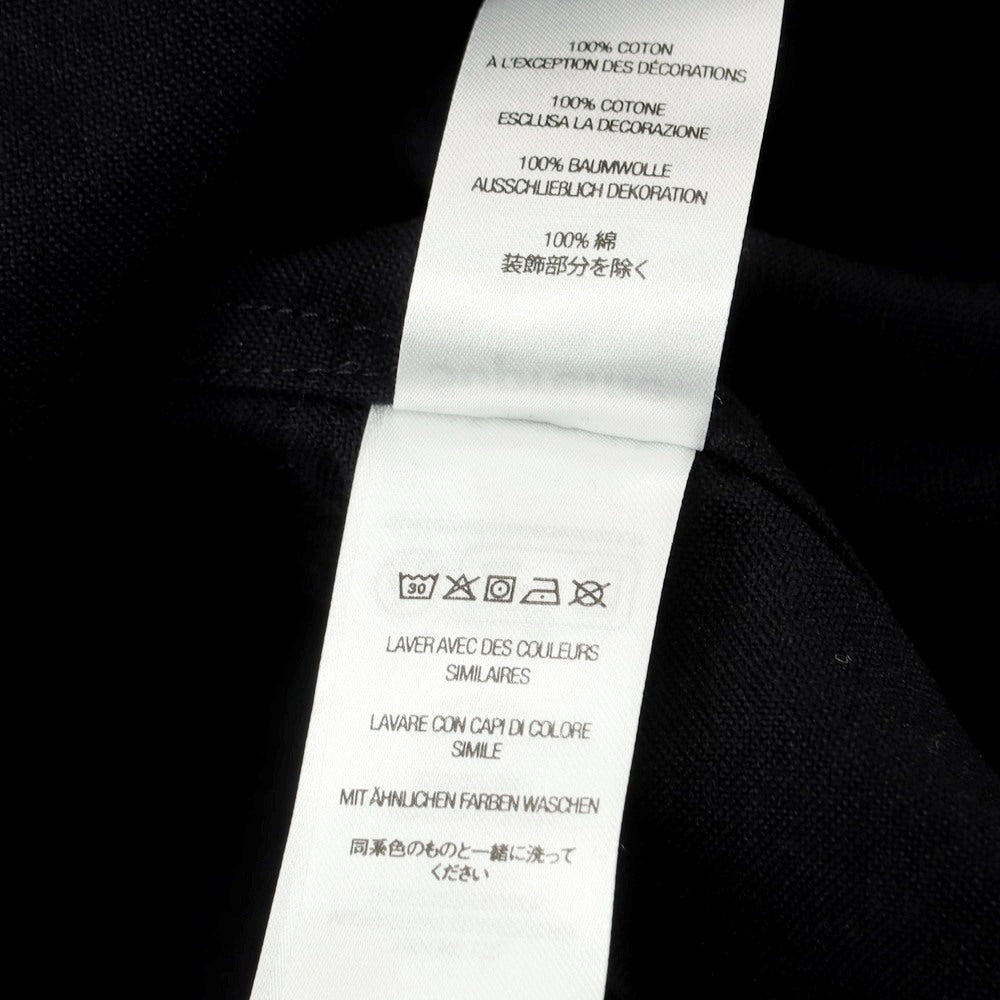 100% COTON
À L'EXCEPTION DES DÉCORATIONS
100% COTONE
ESCLUSA LA DECORAZIONE
100% BAUMWOLLE
AUSSCHLIEBLICH DEKORATION
100% 綿
装飾部分を除く
30
LAVER AVEC DES COULEURS
SIMILAIRES
LAVARE CON CAPI DI COLORE
SIMILE
MIT ÄHNLICHEN FARBEN WASCHEN
同系色のものと一緒に洗って
ください